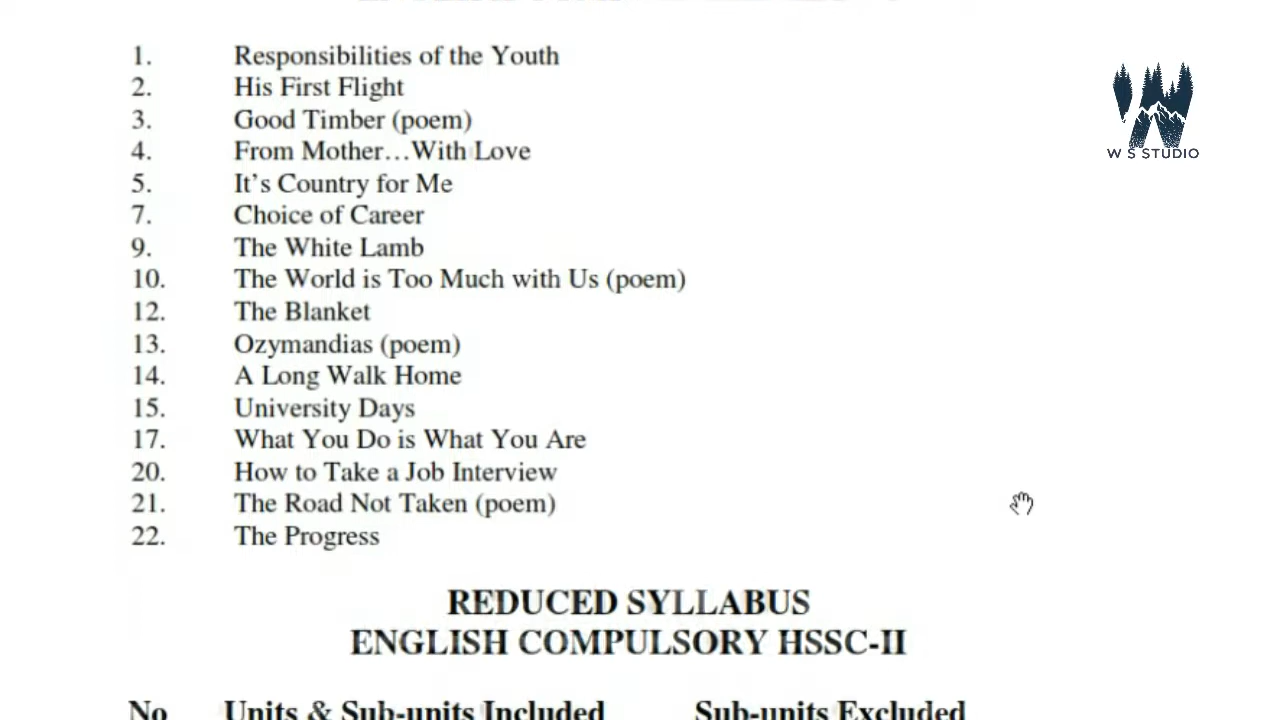 1. Responsibilities of the Youth
2. His First Flight
3. Good Timber (poem)
4. From Mother…With Love
5. It's Country for Me
7. Choice of Career
9. The White Lamb
10. The World is Too Much with Us (poem)
12. The Blanket
13. Ozymandias (poem)
14. A Long Walk Home
15. University Days
17. What You Do is What You Are
20. How to Take a Job Interview
21. The Road Not Taken (poem)
22. The Progress
W S STUDIO
REDUCED SYLLABUS
ENGLISH COMPULSORY HSSC-II
No Units & Sub-units Included Sub-units Excluded